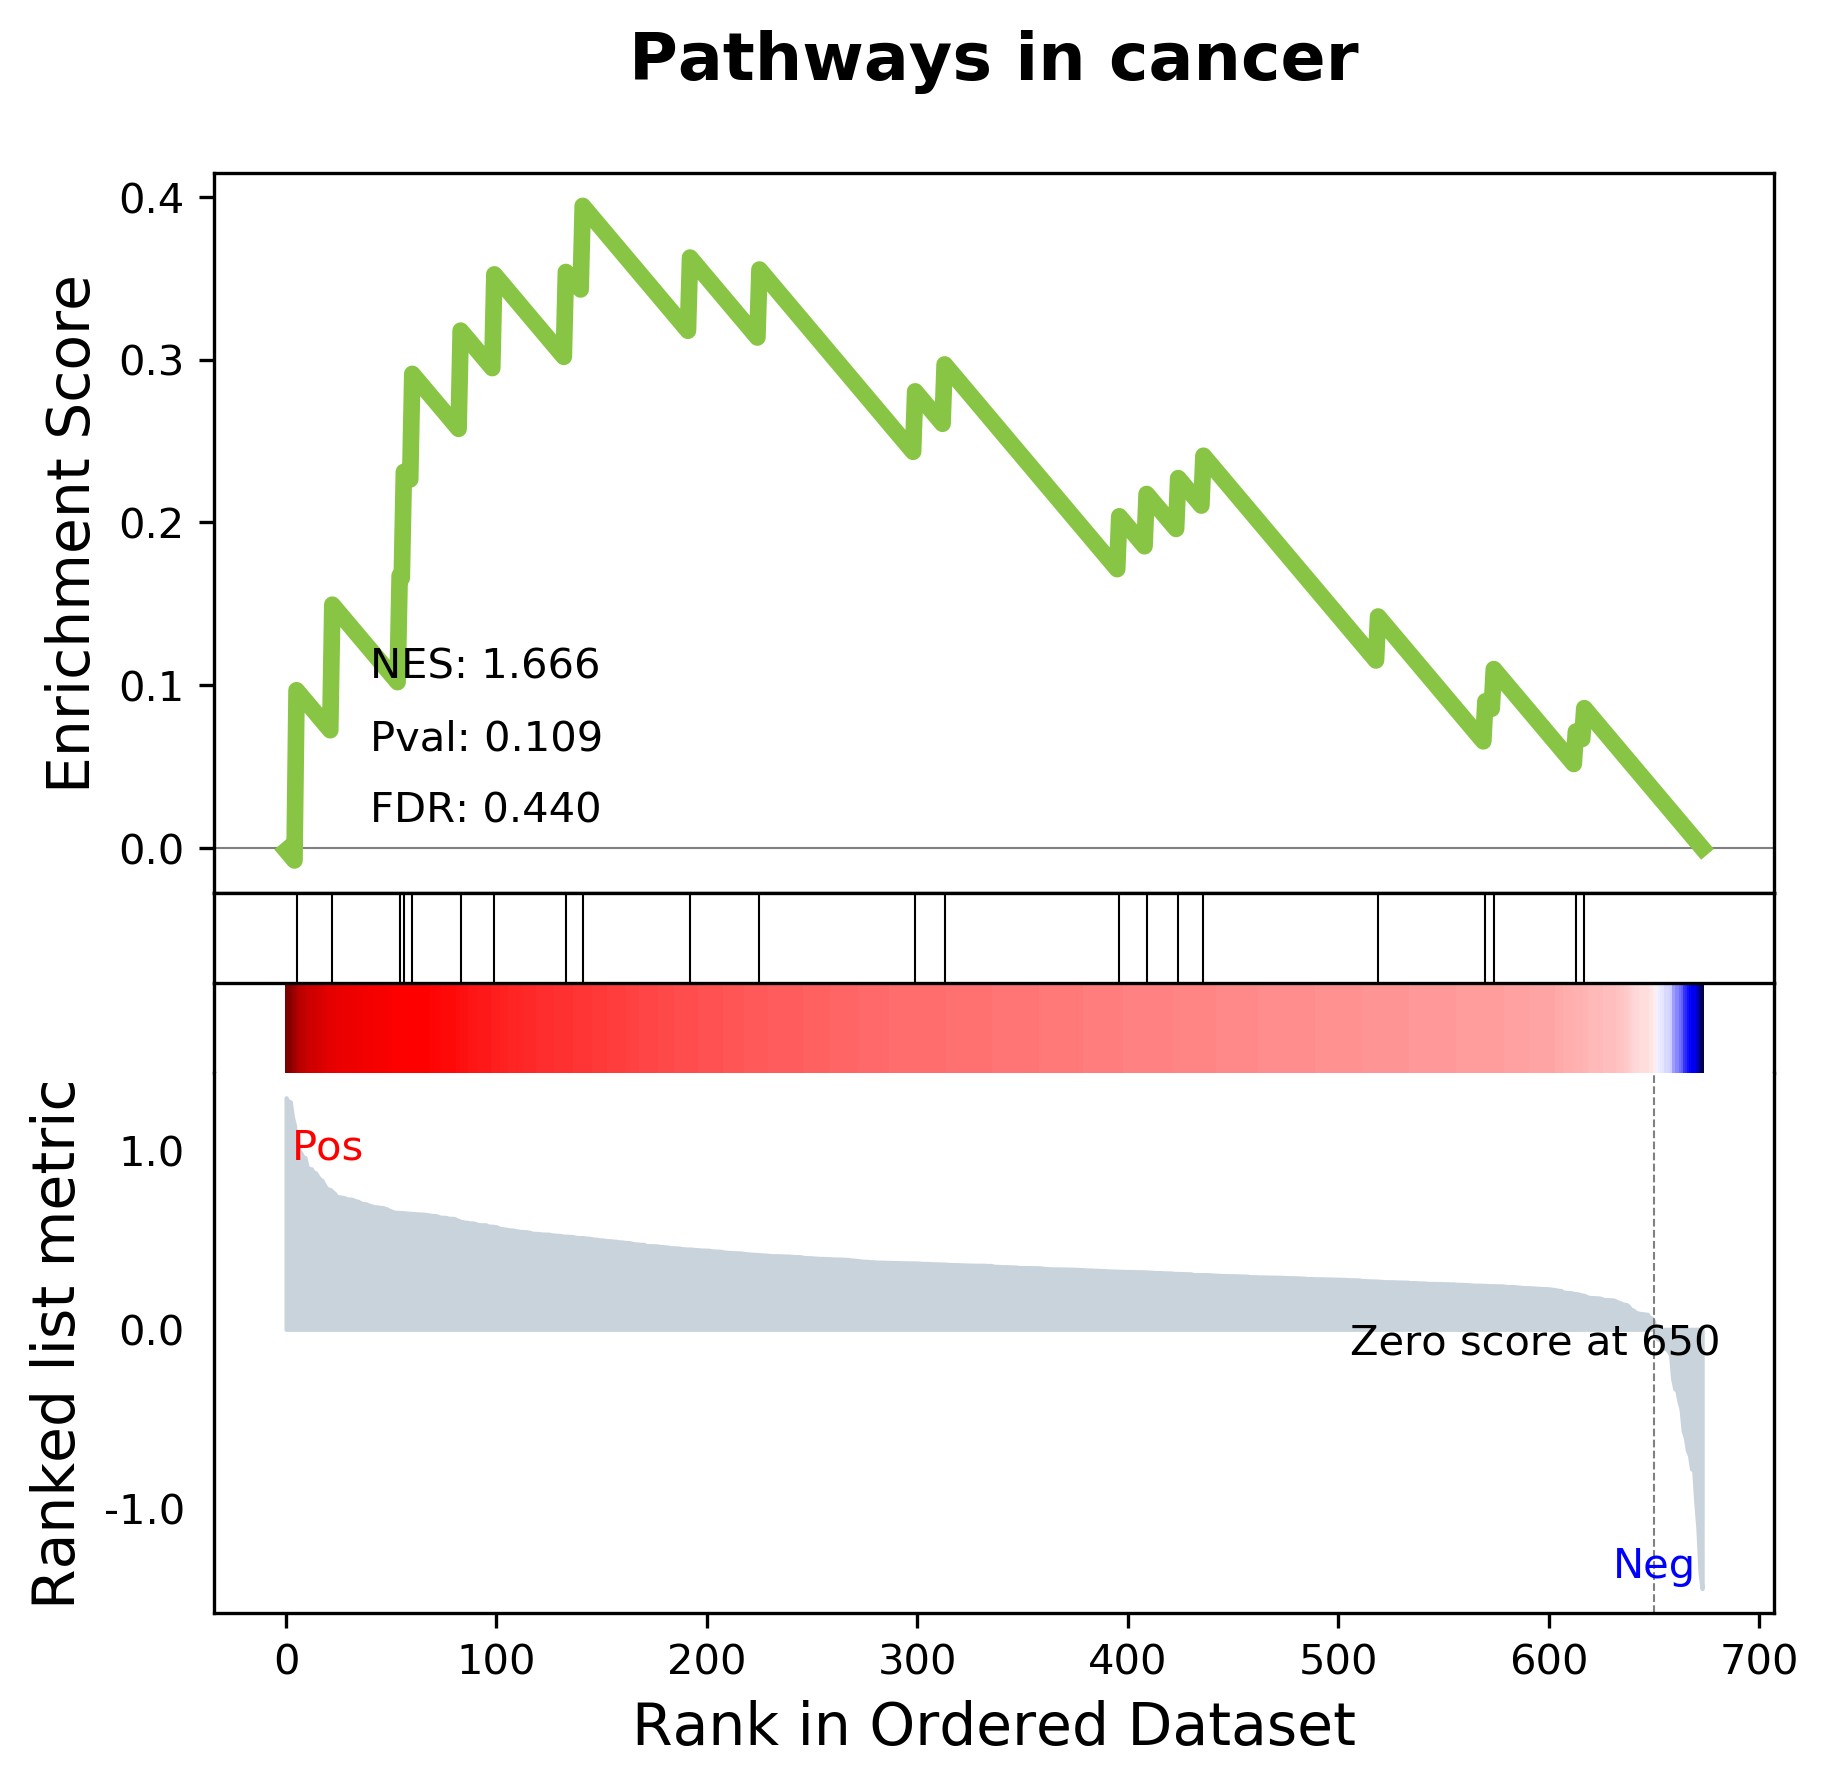 Pathways in cancer
Enrichment Score
0.4
0.3
0.2
0.1
0.0
NES: 1.666
Pval: 0.109
FDR: 0.440
Ranked list metric
1.0
0.0
-1.0
Pos
Zero score at 650
Neg
0 100 200 300 400 500 600 700
Rank in Ordered Dataset